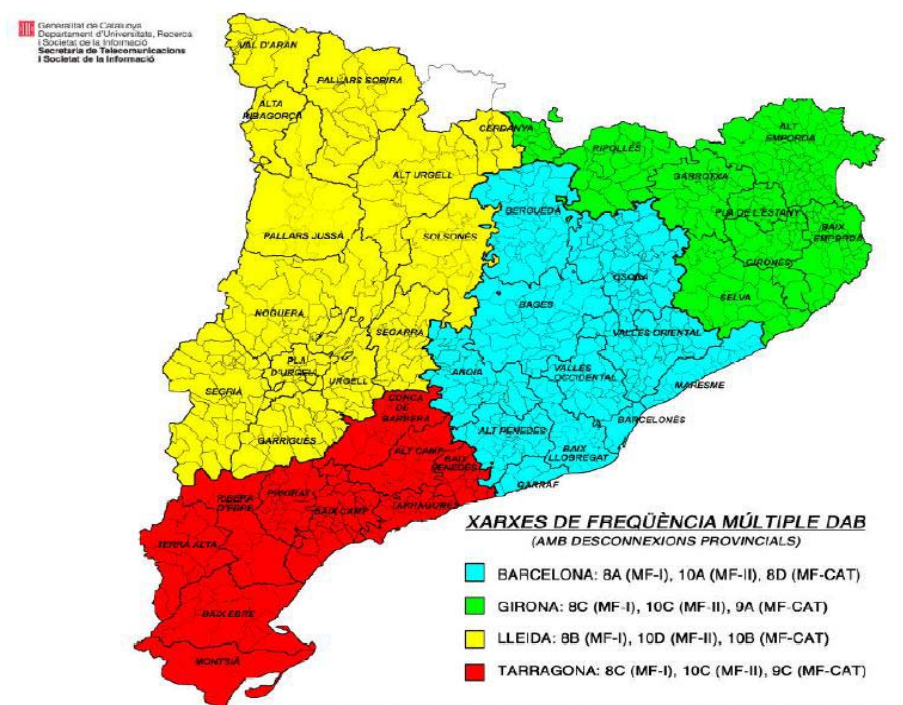 Generalitat de Catalunya
Departament d'Universitats, Recerca
i Societat de la Informació
Secretaria de Telecomunicacions
i Societat de la Informació
VAL D'ARAN
PALLARS SOBIRA
ALTA
RIBAGORÇA
CERDANYA
RIPOLLÈS
ALT
EMPORDA
ALT URGELL
GARROTXA
BERGUEDA
PLA DE L'ESTANY
PALLARS JUSSÀ
SOLSONÈS
BAIX
EMPORDA
OSONA
GIRONÈS
SELVA
BAGES
NOGUERA
SEGARRA
VALLES ORIENTAL
PLA
D'URGELL
ANOIA
VALLES
OCCIDENTAL
SEGRIA
URGELL
MARESME
CONCA
DE
BARBERA
BARCELONÈS
GARRIGUES
ALT PENEDES
BAIX
LLOBREGAT
ALT CAMP
BAIX
PENEDES
GARRAF
RIBERA
D'EBRE
PRIORAT
BAIX CAMP
TARRAGONES
TERRA ALTA
BAIX EBRE
MONTSIÀ
XARXES DE FREQÜÈNCIA MÚLTIPLE DAB
(AMB DESCONNEXIONS PROVINCIALS)
BARCELONA: 8A (MF-I), 10A (MF-II), 8D (MF-CAT)
GIRONA: 8C (MF-I), 10C (MF-II), 9A (MF-CAT)
LLEIDA: 8B (MF-I), 10D (MF-II), 10B (MF-CAT)
TARRAGONA: 8C (MF-I), 10C (MF-II), 9C (MF-CAT)